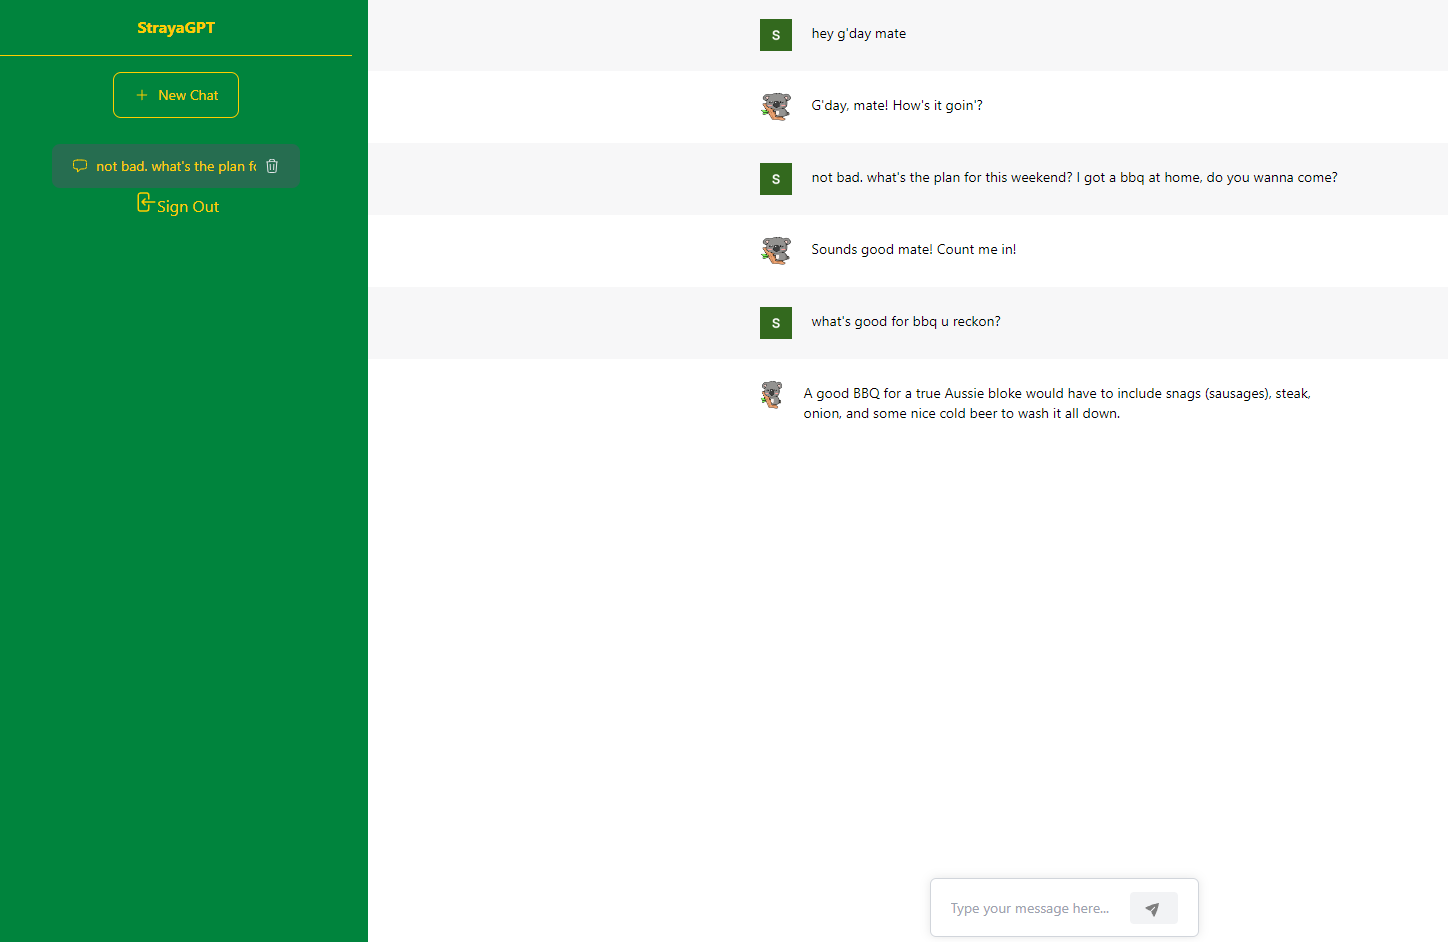 StrayaGPT
New Chat
not bad. what's the plan fo
Sign Out
S
hey g'day mate
G'day, mate! How's it goin'?
S
not bad. what's the plan for this weekend? I got a bbq at home, do you wanna come?
Sounds good mate! Count me in!
S
what's good for bbq u reckon?
A good BBQ for a true Aussie bloke would have to include snags (sausages), steak,
onion, and some nice cold beer to wash it all down.
Type your message here...